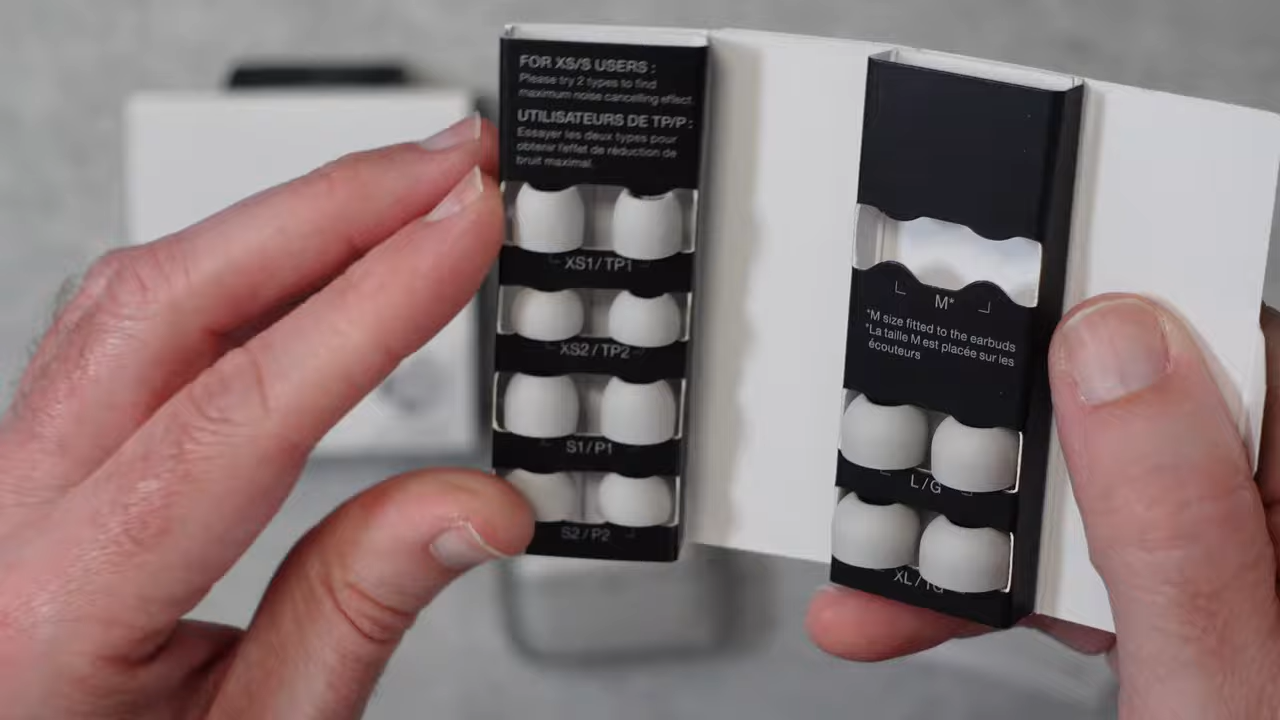 FOR XS/S USERS :
Please try 2 types to find
maximum noise cancelling effect.
UTILISATEURS DE TP/P :
Essayer les deux types pour
obtenir l'effet de réduction de
bruit maximal.
XS1/TP1
XS2/TP2
S1/P1
S2/P2
M*
*M size fitted to the earbuds
*La taille M est placée sur les
écouteurs
L/G
XL/TG